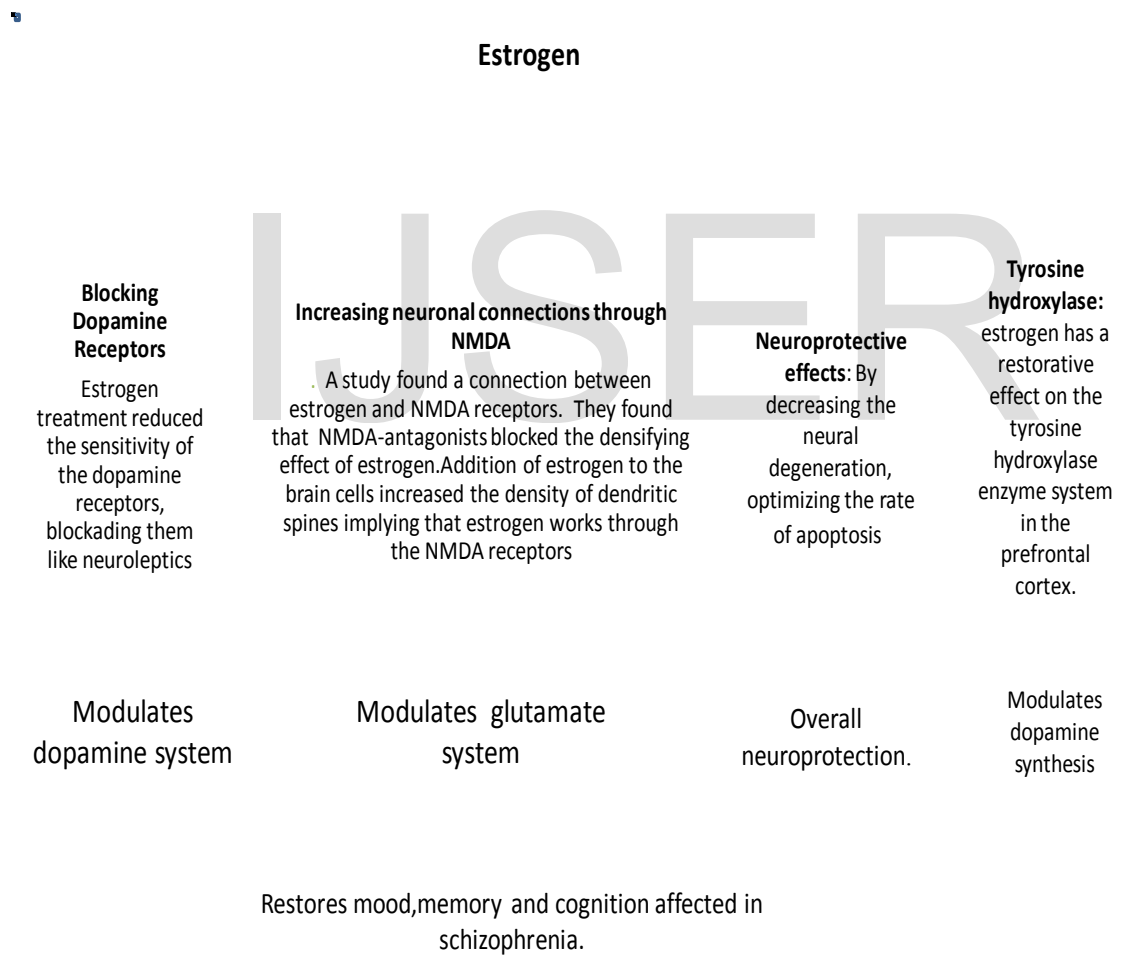 Estrogen
IJSER
Blocking
Dopamine
Receptors
Estrogen
treatment reduced
the sensitivity of
the dopamine
receptors,
blockading them
like neuroleptics
Increasing neuronal connections through
NMDA
. A study found a connection between
estrogen and NMDA receptors. They found
that NMDA-antagonists blocked the densifying
effect of estrogen.Addition of estrogen to the
brain cells increased the density of dendritic
spines implying that estrogen works through
the NMDA receptors
Neuroprotective
effects: By
decreasing the
neural
degeneration,
optimizing the rate
of apoptosis
Tyrosine
hydroxylase:
estrogen has a
restorative
effect on the
tyrosine
hydroxylase
enzyme system
in the
prefrontal
cortex.
Modulates
dopamine system
Modulates glutamate
system
Overall
neuroprotection.
Modulates
dopamine
synthesis
Restores mood,memory and cognition affected in
schizophrenia.